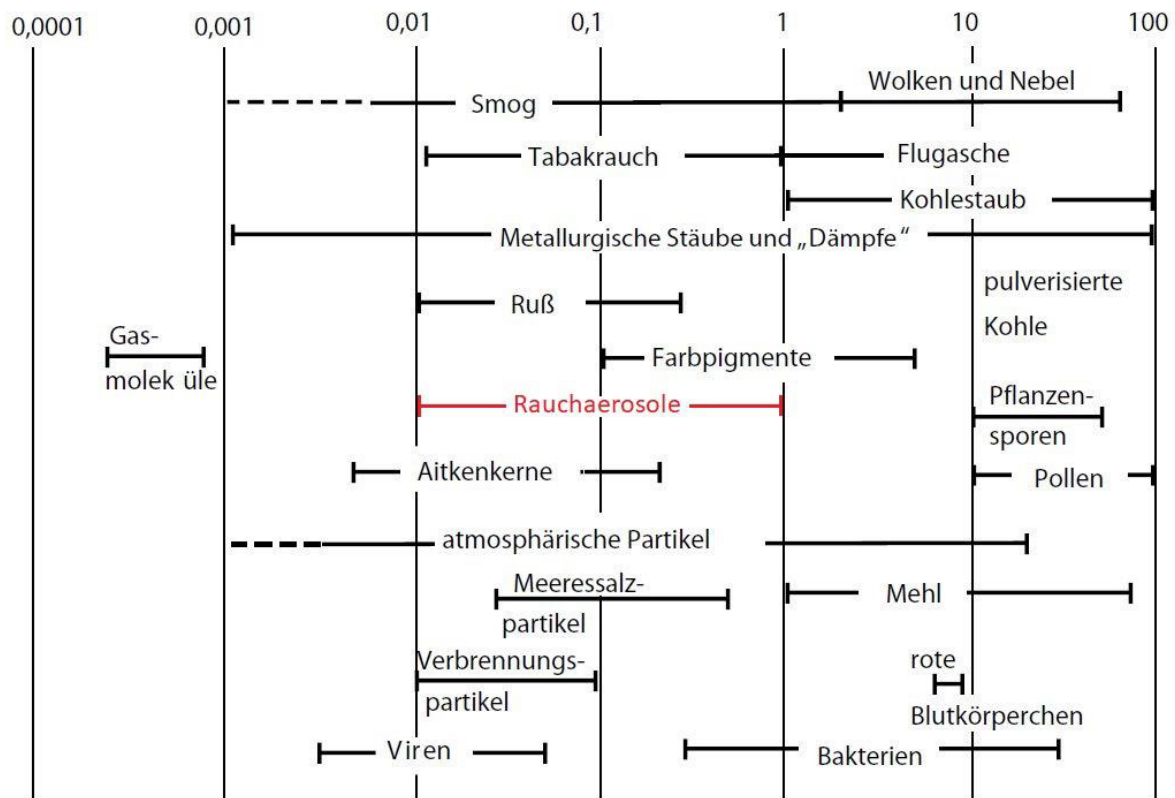 0,0001 0,001 0,01 0,1 1 10 100
Wolken und Nebel
Smog
Tabakrauch
Flugasche
Kohlestaub
Metallurgische Stäube und „Dämpfe“
pulverisierte
Kohle
Ruß
Gas-
molek üle
Farbpigmente
Rauchaerosole
Pflanzen-
sporen
Aitkenkerne
Pollen
atmosphärische Partikel
Meeressalz-
partikel
Mehl
Verbrennungs-
partikel
rote
Blutkörperchen
Viren
Bakterien